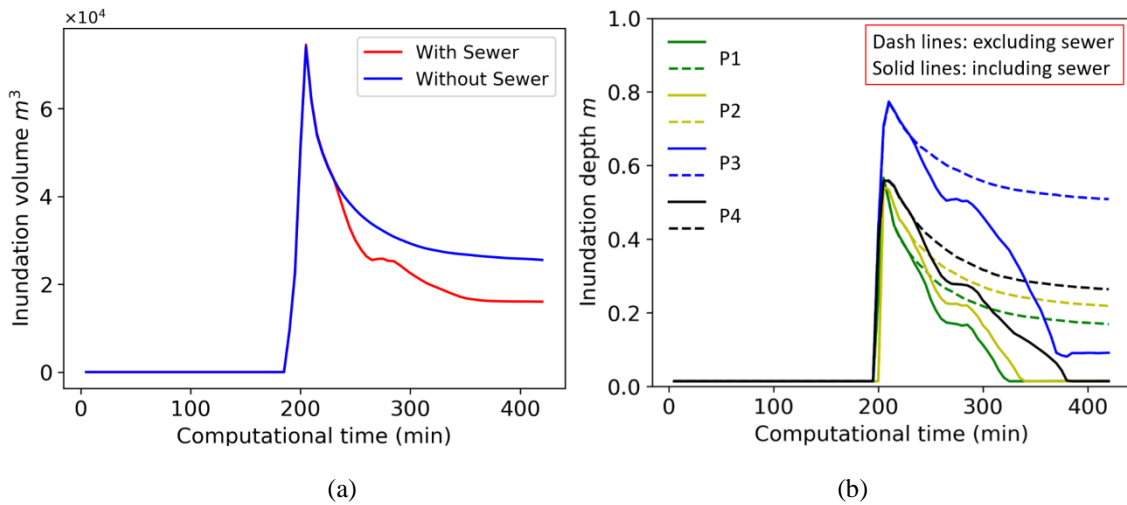 ×10⁴
Inundation volume m³
6
4
2
0
With Sewer
Without Sewer
0 100 200 300 400
Computational time (min)
(a)
Inundation depth m
1.0
0.8
0.6
0.4
0.2
0.0
P1
P2
P3
P4
Dash lines: excluding sewer
Solid lines: including sewer
0 100 200 300 400
Computational time (min)
(b)